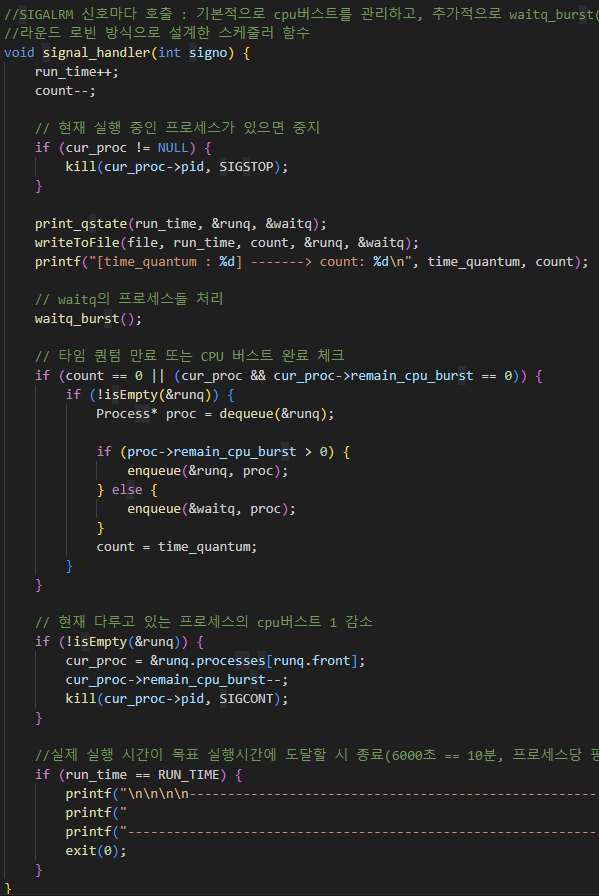 //SIGALRM 신호마다 호출 : 기본적으로 cpu버스트를 관리하고, 추가적으로 waitq_burst(
//라운드 로빈 방식으로 설계한 스케줄러 함수
void signal_handler(int signo) {
    run_time++;
    count--;

    // 현재 실행 중인 프로세스가 있으면 중지
    if (cur_proc != NULL) {
        kill(cur_proc->pid, SIGSTOP);
    }

    print_qstate(run_time, &runq, &waitq);
    writeToFile(file, run_time, count, &runq, &waitq);
    printf("[time_quantum : %d] -------> count: %d\n", time_quantum, count);

    // waitq의 프로세스들 처리
    waitq_burst();

    // 타임 퀀텀 만료 또는 CPU 버스트 완료 체크
    if (count == 0 || (cur_proc && cur_proc->remain_cpu_burst == 0)) {
        if (!isEmpty(&runq)) {
            Process* proc = dequeue(&runq);

            if (proc->remain_cpu_burst > 0) {
                enqueue(&runq, proc);
            } else {
                enqueue(&waitq, proc);
            }
            count = time_quantum;
        }
    }

    // 현재 다루고 있는 프로세스의 cpu버스트 1 감소
    if (!isEmpty(&runq)) {
        cur_proc = &runq.processes[runq.front];
        cur_proc->remain_cpu_burst--;
        kill(cur_proc->pid, SIGCONT);
    }

    //실제 실행 시간이 목표 실행시간에 도달할 시 종료(6000초 == 10분, 프로세스당 평
    if (run_time == RUN_TIME) {
        printf("\n\n\n\n--------------------------------------------------
        printf("
        printf("----------------------------------------------------------
        exit(0);
    }
}